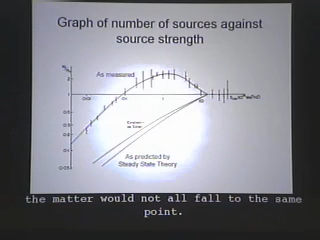 Graph of number of sources against
source strength
As measured
As predicted by
Steady State Theory
the matter would not all fall to the same
point.